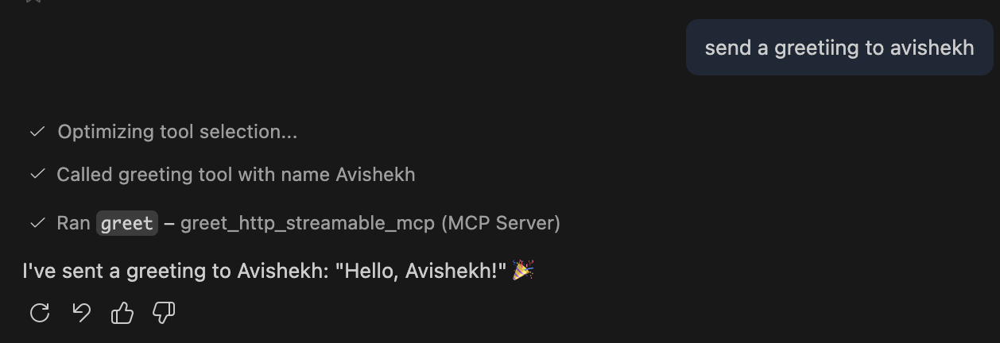 send a greetiing to avishekh
Optimizing tool selection...
Called greeting tool with name Avishekh
Ran greet – greet_http_streamable_mcp (MCP Server)
I've sent a greeting to Avishekh: "Hello, Avishekh!" 🎉